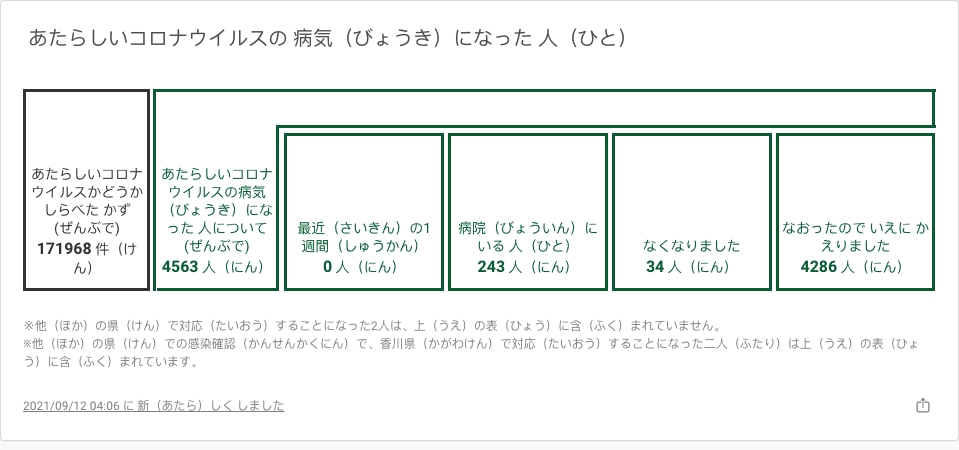 あたらしいコロナウイルスの 病気（びょうき）になった 人（ひと）
あたらしいコロナ
ウイルスかどうか
しらべた かず
(ぜんぶで)
171968 件（け
ん）
あたらしいコロナ
ウイルスの病気
（びょうき）にな
った 人について
(ぜんぶで)
4563 人（にん）
最近（さいきん）の1
週間（しゅうかん）
0 人（にん）
病院（びょういん）に
いる 人（ひと）
243 人（にん）
なくなりました
34 人（にん）
なおったので いえに か
えりました
4286 人（にん）
※他（ほか）の県（けん）で対応（たいおう）することになった2人は、上（うえ）の表（ひょう）に含（ふく）まれていません。
※他（ほか）の県（けん）での感染確認（かんせんかくにん）で、香川県（かがわけん）で対応（たいおう）することになった二人（ふたり）は上（うえ）の表（ひょ
う）に含（ふく）まれています。
2021/09/12 04:06 に 新（あたら）しく しました